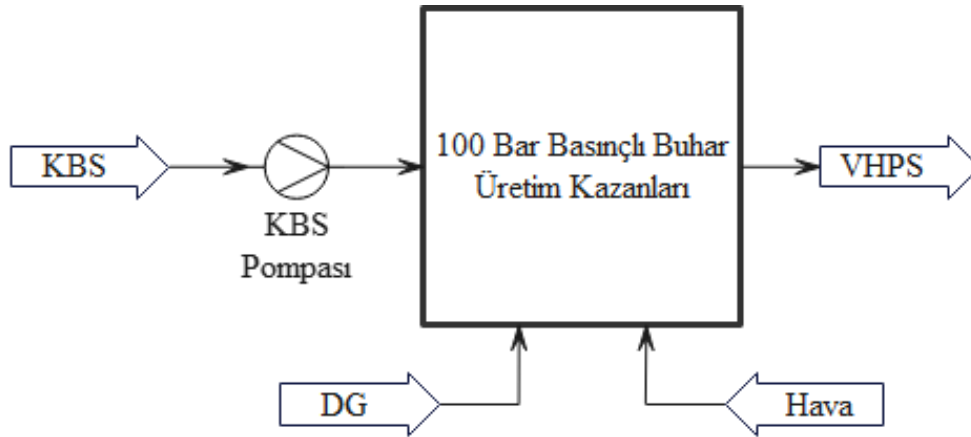 100 Bar Basınçlı Buhar
Üretim Kazanları
KBS
VHPS
KBS
Pompası
DG
Hava